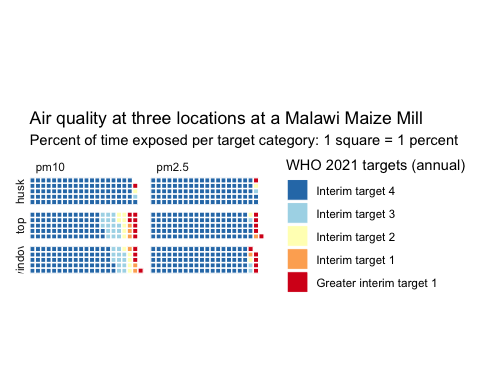 Air quality at three locations at a Malawi Maize Mill
Percent of time exposed per target category: 1 square = 1 percent
pm10 pm2.5
husk
top
WHO 2021 targets (annual)
Interim target 4
Interim target 3
Interim target 2
Interim target 1
Greater interim target 1